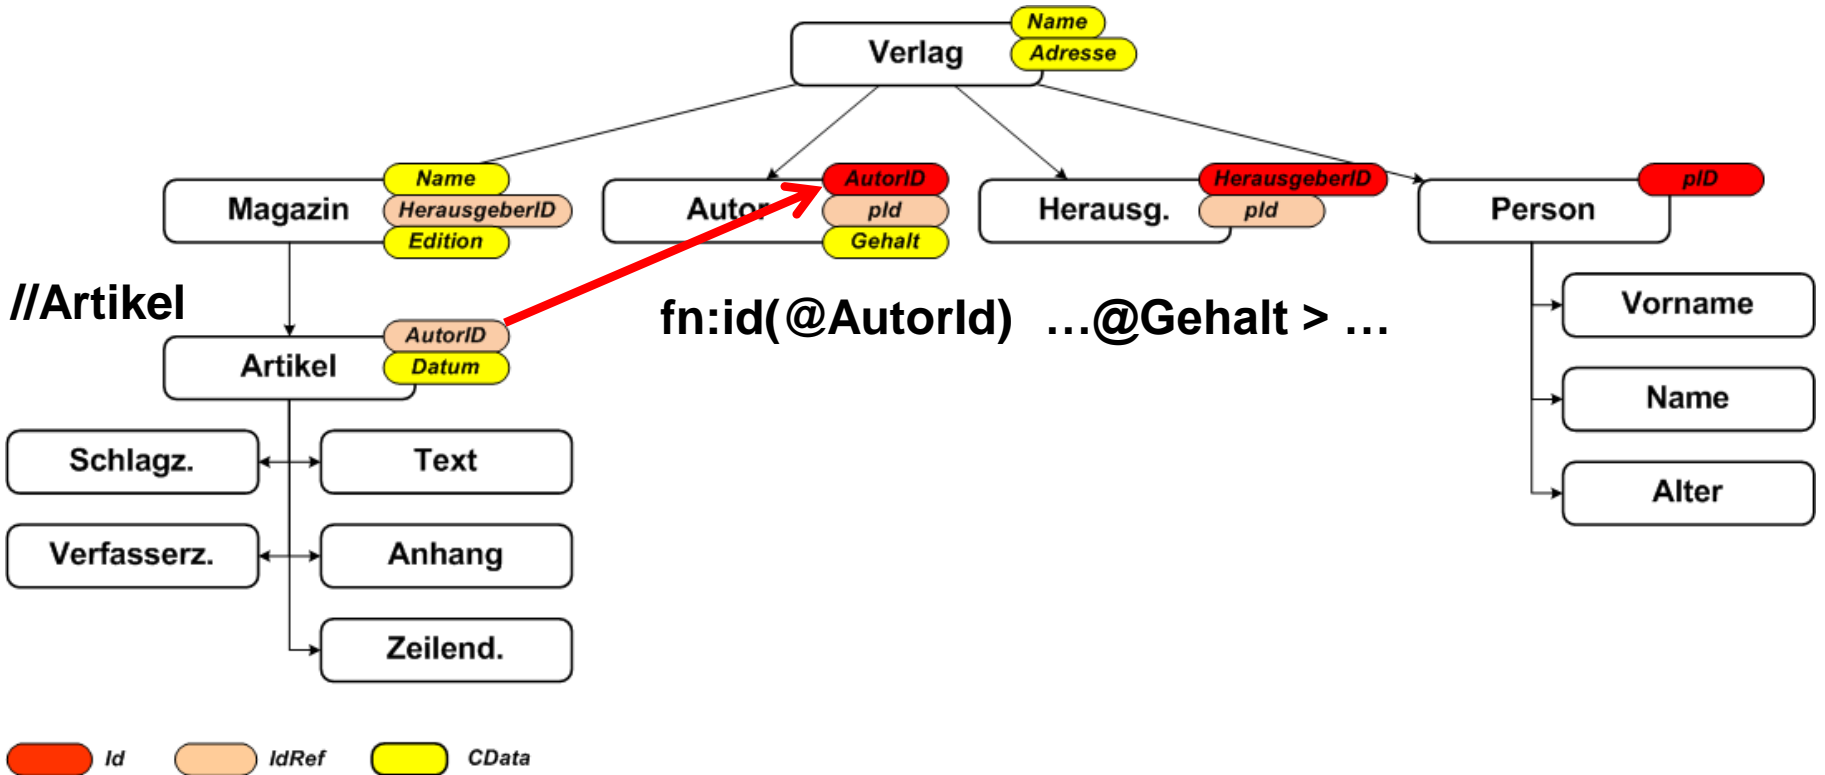 Name
Verlag
Adresse
Name
Magazin
HerausgeberID
Edition
AutorID
Autor
pId
Gehalt
HerausgeberID
Herausg.
pId
pID
Person
//Artikel
fn:id(@AutorId) …@Gehalt > …
Vorname
AutorID
Artikel
Datum
Name
Schlagz.
Text
Alter
Verfasserz.
Anhang
Zeilend.
Id
IdRef
CData